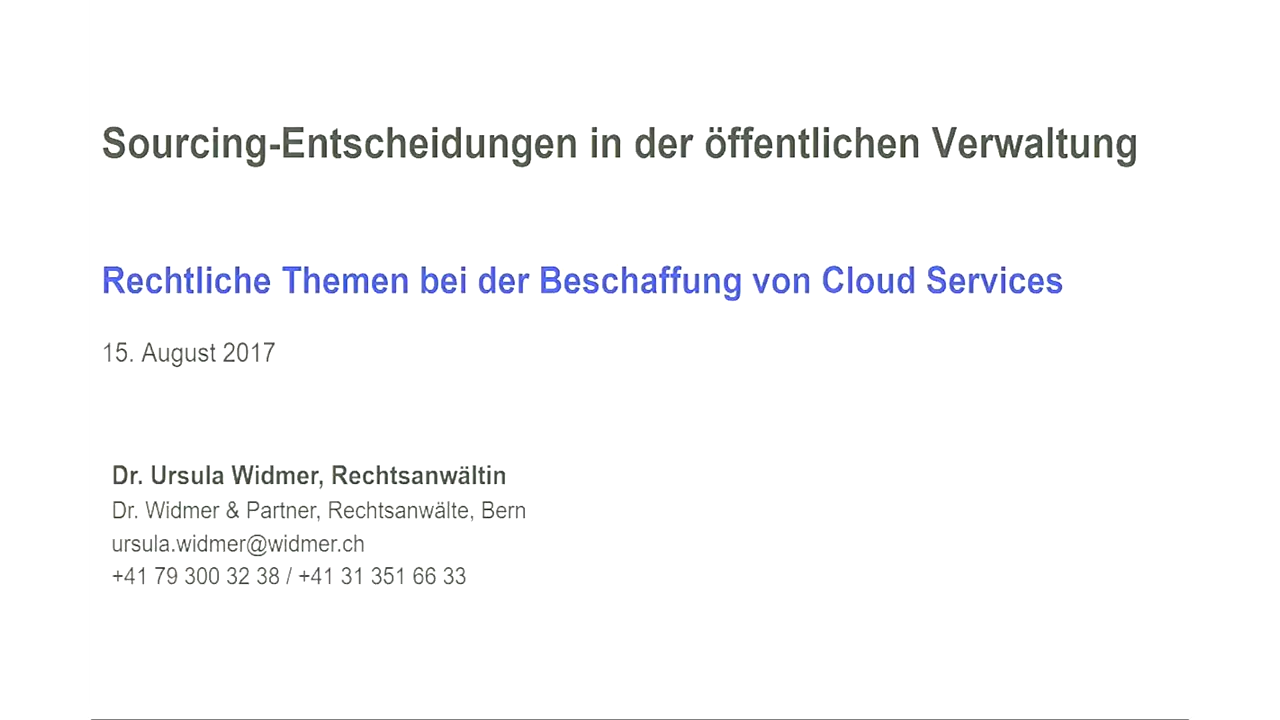 Sourcing-Entscheidungen in der öffentlichen Verwaltung
Rechtliche Themen bei der Beschaffung von Cloud Services
15. August 2017
Dr. Ursula Widmer, Rechtsanwältin
Dr. Widmer & Partner, Rechtsanwälte, Bern
ursula.widmer@widmer.ch
+41 79 300 32 38 / +41 31 351 66 33